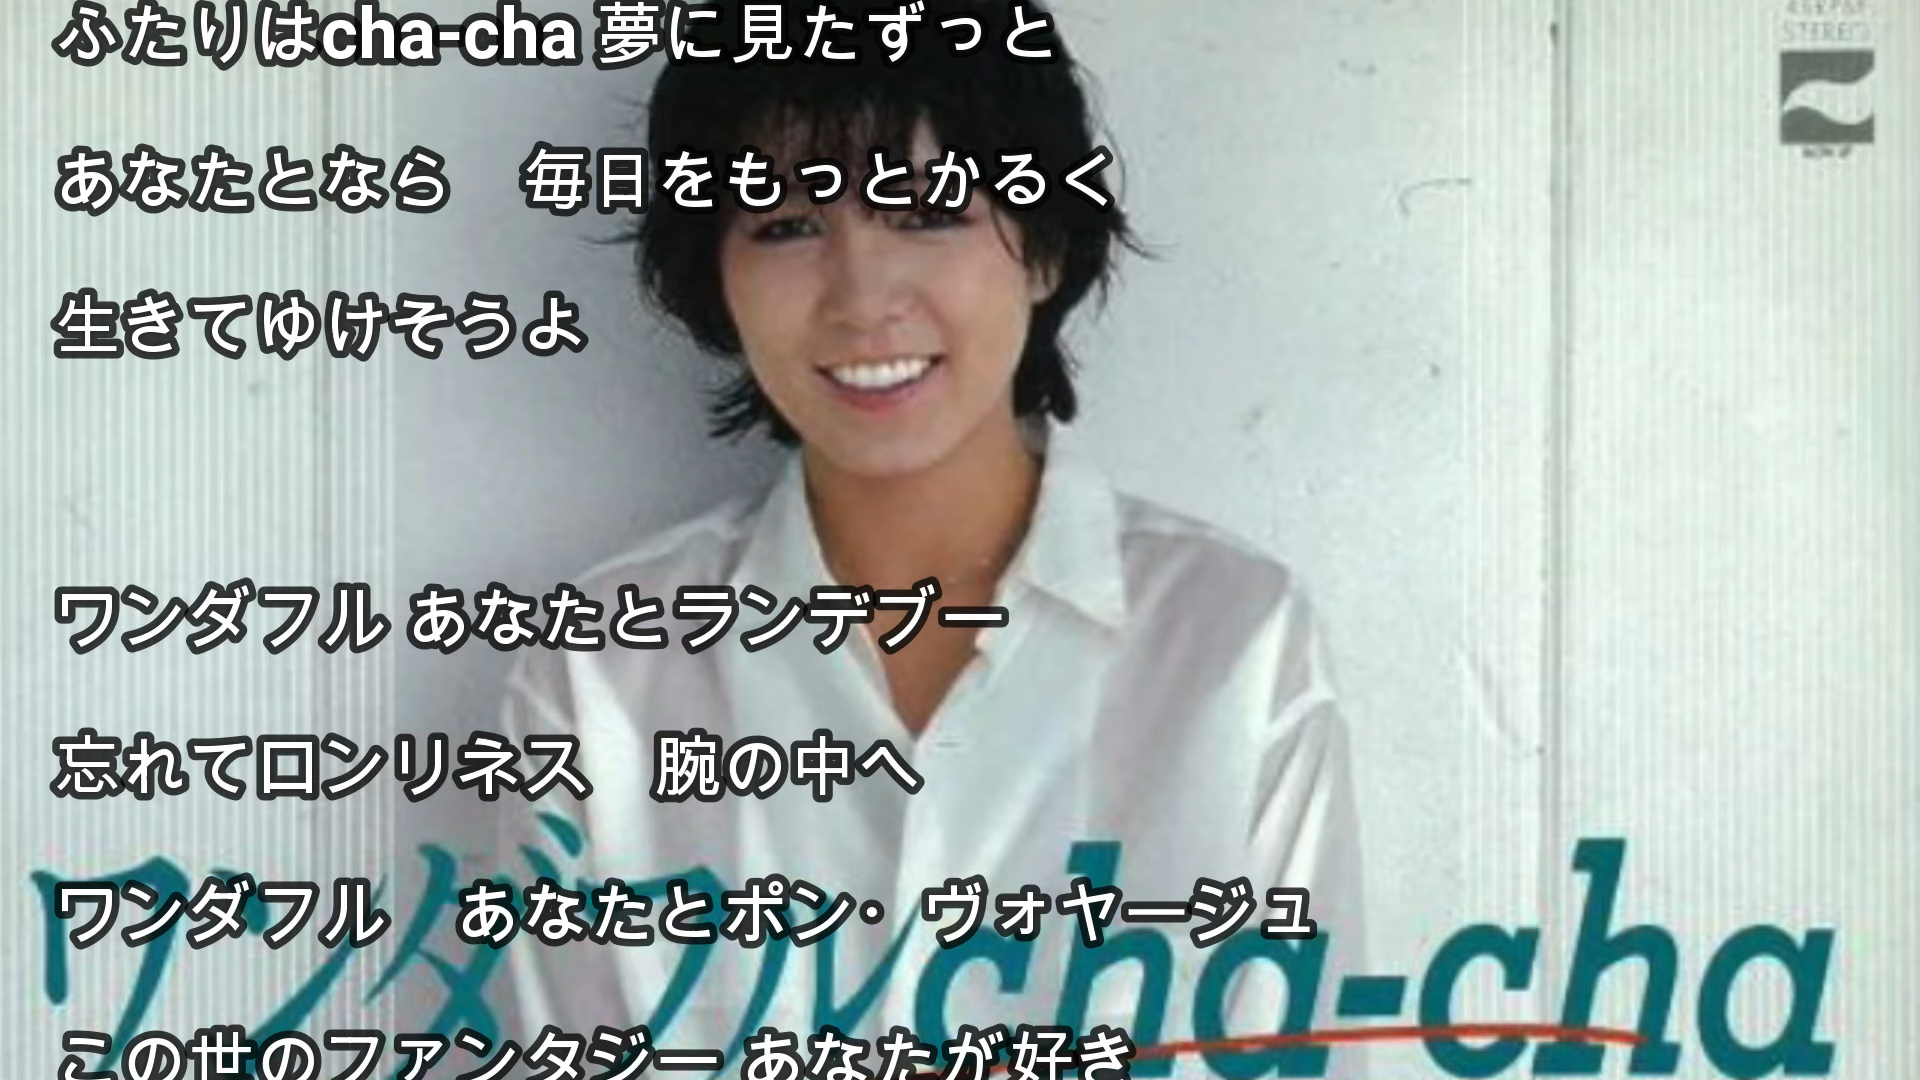 ふたりはcha-cha 夢に見たずっと
STEREO
あなたとなら　毎日をもっとかるく
生きてゆけそうよ
ワンダフル あなたとランデブー
忘れてロンリネス　腕の中へ
ワンダフル　あなたとポン・ヴォヤージュ
ワンダフルcha-cha
この世のファンタジー あなたが好き